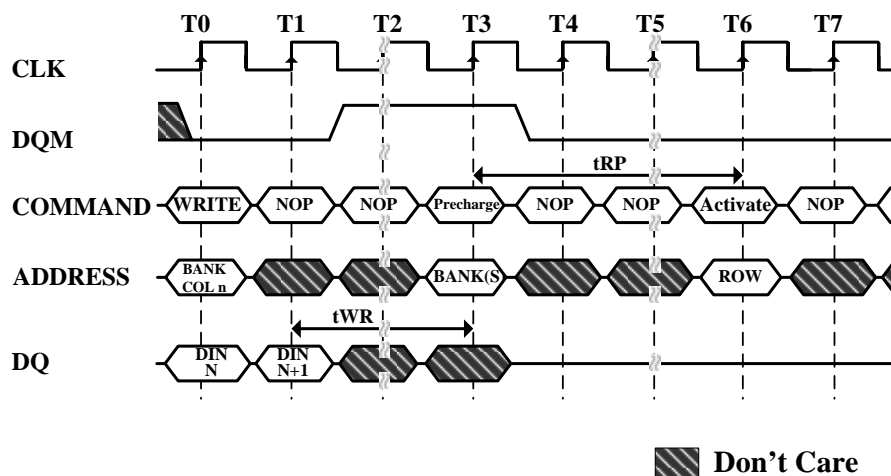 T0 T1 T2 T3 T4 T5 T6 T7
CLK
DQM
tRP
COMMAND WRITE NOP NOP Precharge NOP NOP Activate NOP
ADDRESS BANK COL n BANK(S ROW
tWR
DQ DIN N DIN N+1
Don't Care